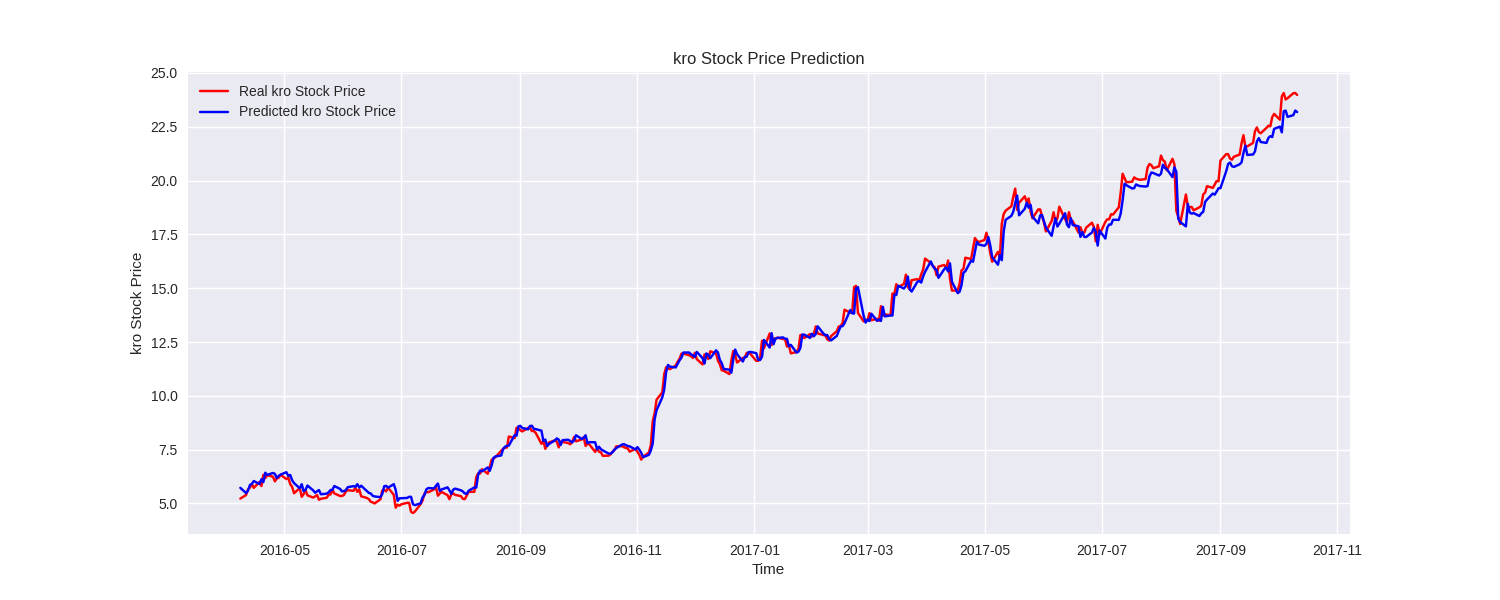 kro Stock Price Prediction
Real kro Stock Price
Predicted kro Stock Price
kro Stock Price
25.0
22.5
20.0
17.5
15.0
12.5
10.0
7.5
5.0
2016-05 2016-07 2016-09 2016-11 2017-01 2017-03 2017-05 2017-07 2017-09 2017-11
Time